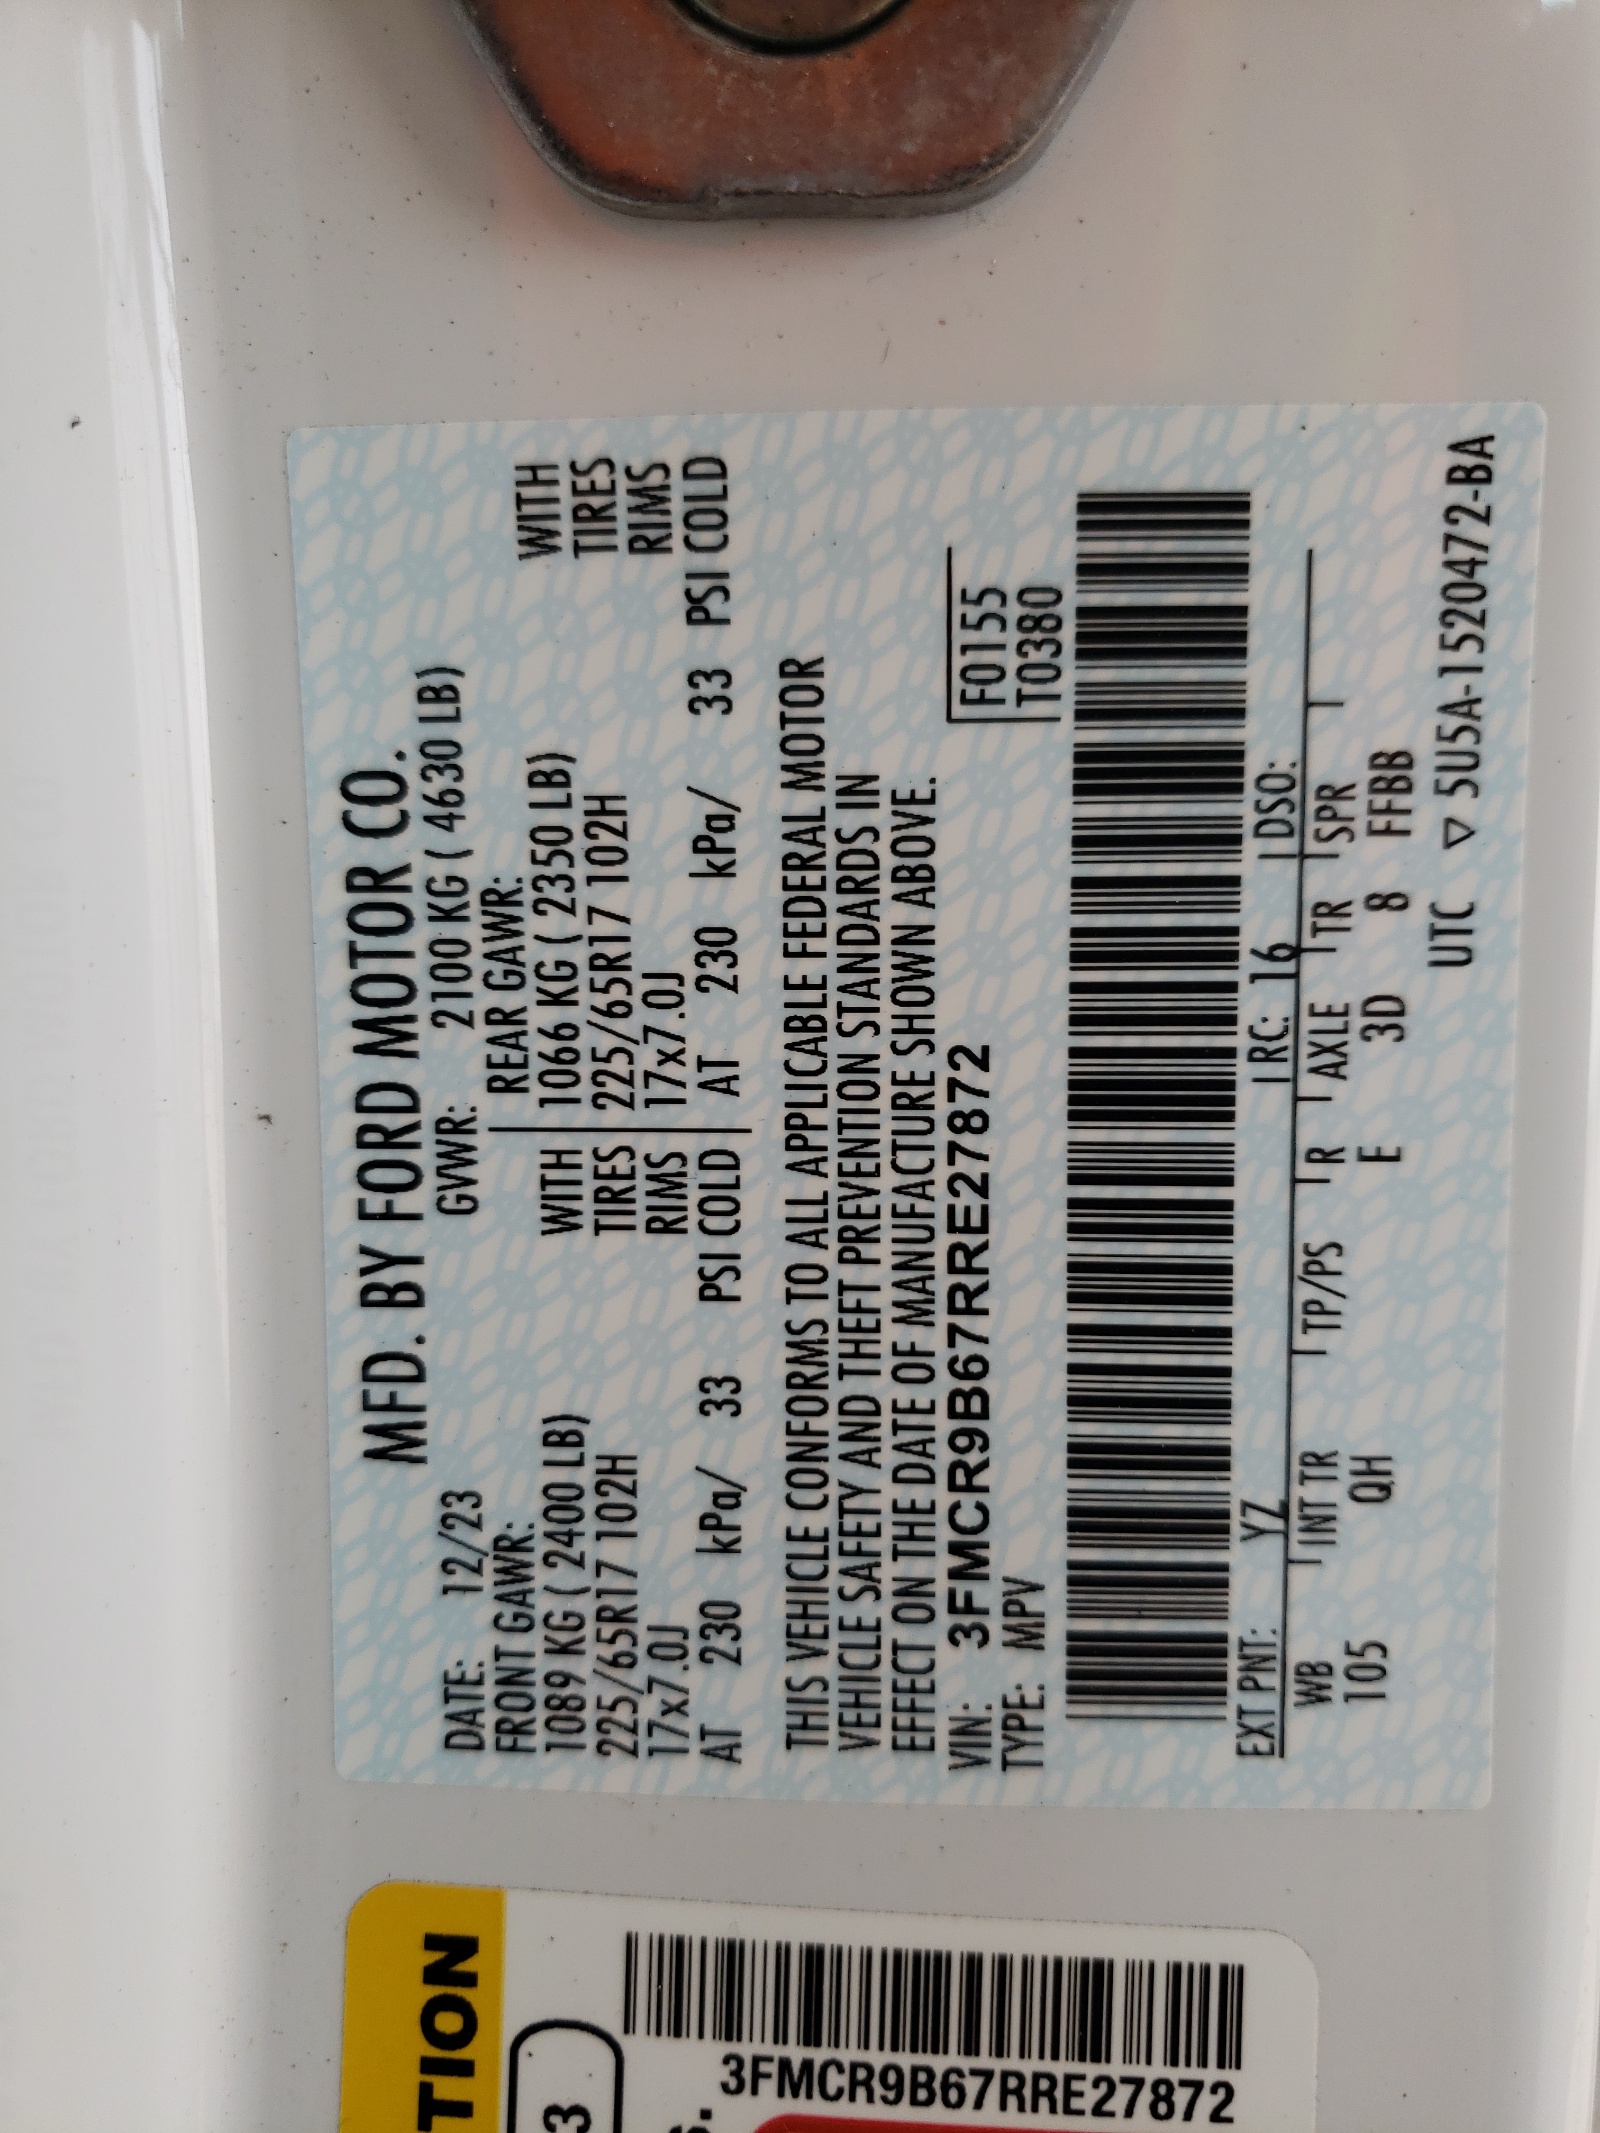 MFD. BY FORD MOTOR CO.
DATE: 12/23 GVWR: 2100 KG ( 4630 LB)
FRONT GAWR: REAR GAWR:
1089 KG ( 2400 LB) WITH 1066 KG ( 2350 LB) WITH
225/65R17 102H TIRES 225/65R17 102H TIRES
17x7.0J RIMS 17x7.0J RIMS
AT 230 kPa/ 33 PSI COLD AT 230 kPa/ 33 PSI COLD
THIS VEHICLE CONFORMS TO ALL APPLICABLE FEDERAL MOTOR
VEHICLE SAFETY AND THEFT PREVENTION STANDARDS IN
EFFECT ON THE DATE OF MANUFACTURE SHOWN ABOVE.
VIN: 3FMCR9B67RRE27872 F0155
TYPE: MPV T0380
EXT PNT: YZ RC: 16 DSO:
WB INT TR TP/PS R AXLE TR SPR
105 QH E 3D 8 FFBB
UTC ▽ 5U5A-1520472-BA
TION
3
S.
3FMCR9B67RRE27872